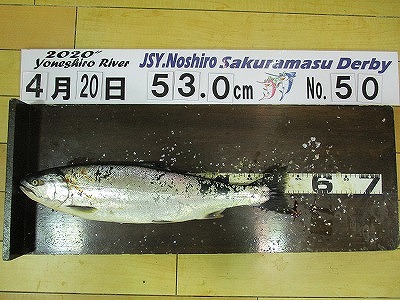 2020"
Yoneshiro River
JSY.Noshiro Sakuramasu Derby
4月20日 53.0cm No.50
6 7